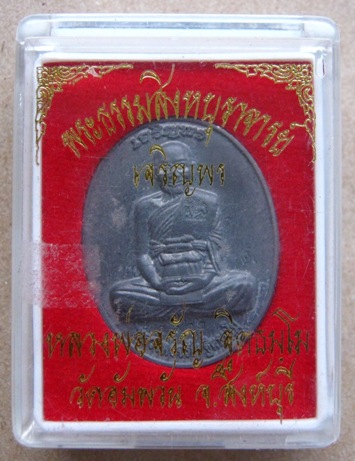 พระธรรมสิงหบุราจารย์
เจริญพร
หลวงพ่อจรัญ ฐิตธมฺโม
วัดอัมพวัน จ.สิงห์บุรี